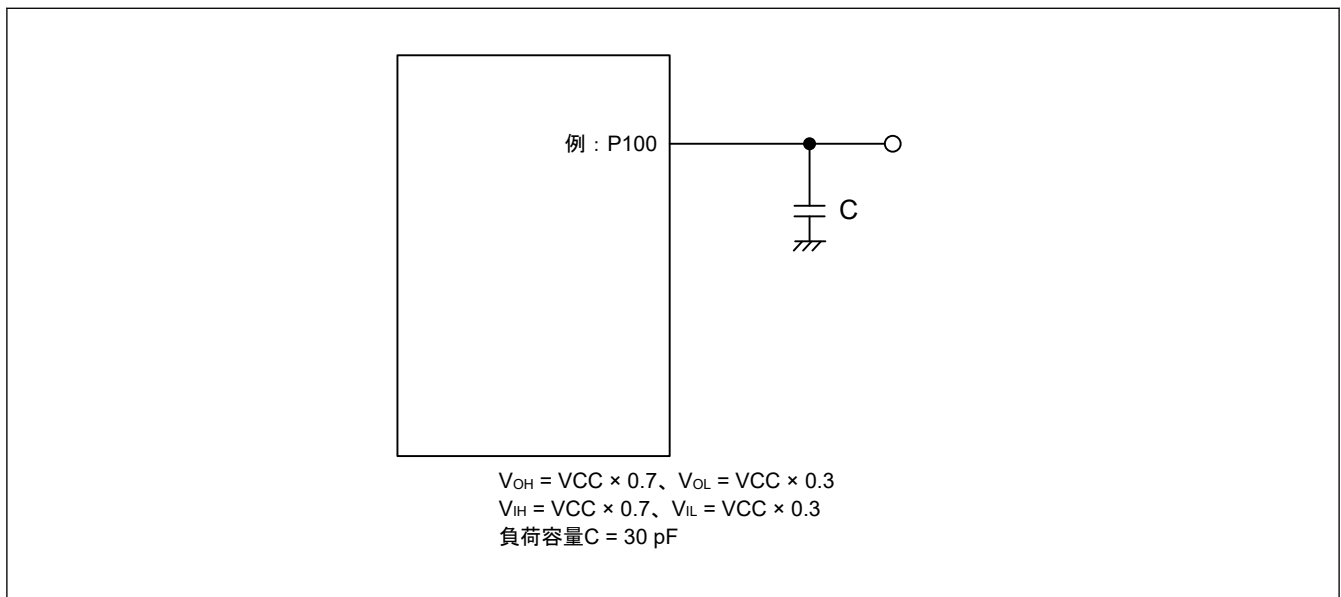 例：P100
C
VOH = VCC × 0.7、VOL = VCC × 0.3
VIH = VCC × 0.7、VIL = VCC × 0.3
負荷容量C = 30 pF